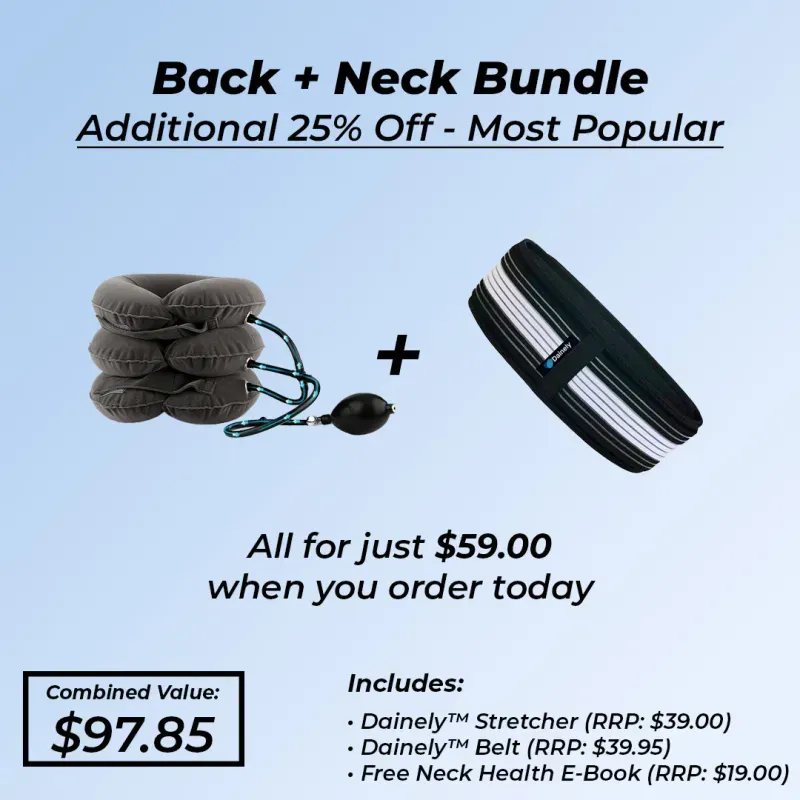 Back + Neck Bundle
Additional 25% Off - Most Popular
+
Dainely
All for just $59.00
when you order today
Combined Value:
$97.85
Includes:
• Dainely™ Stretcher (RRP: $39.00)
• Dainely™ Belt (RRP: $39.95)
• Free Neck Health E-Book (RRP: $19.00)